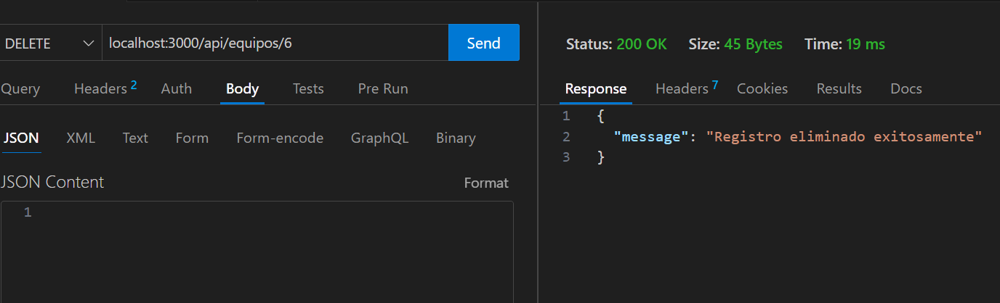 DELETE localhost:3000/api/equipos/6 Send
Query Headers 2 Auth Body Tests Pre Run
JSON XML Text Form Form-encode GraphQL Binary
JSON Content Format
1
Status: 200 OK Size: 45 Bytes Time: 19 ms
Response Headers 7 Cookies Results Docs
1 {
2 "message": "Registro eliminado exitosamente"
3 }